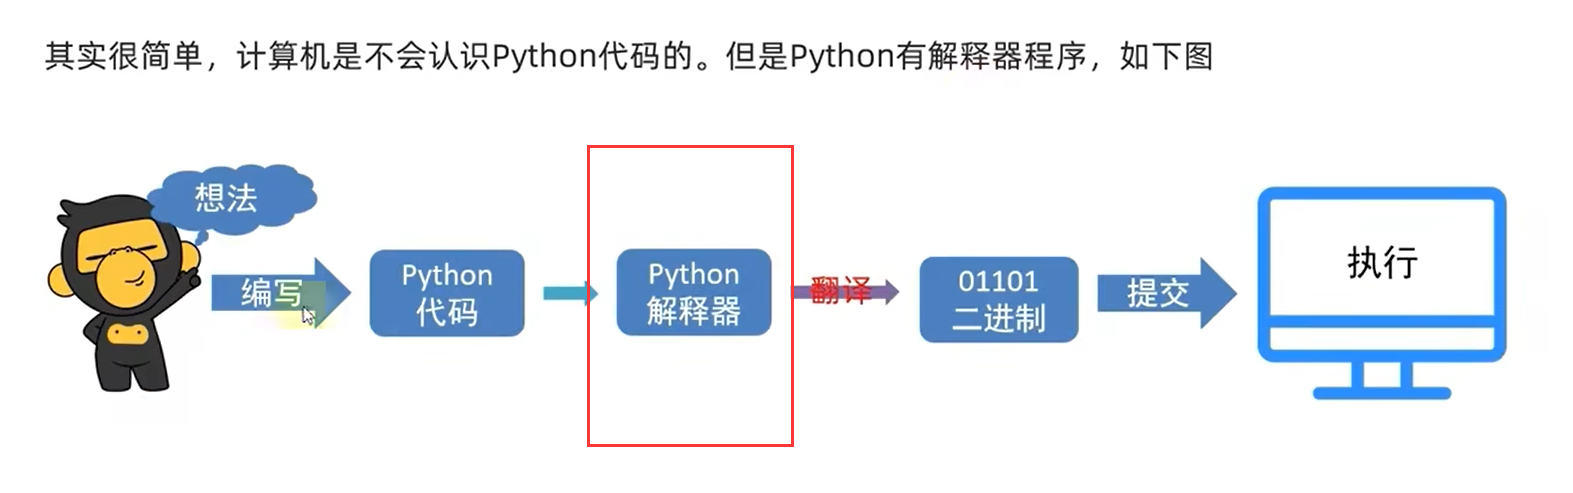 其实很简单，计算机是不会认识Python代码的。但是Python有解释器程序，如下图
想法
编写
Python
代码
Python
解释器
翻译
01101
二进制
提交
执行